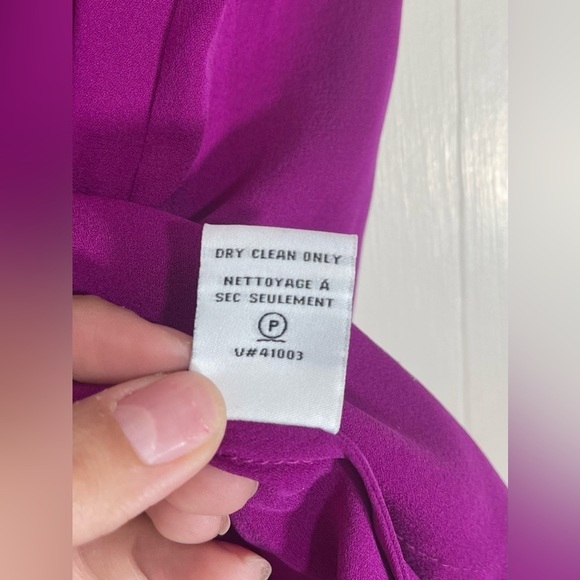 DRY CLEAN ONLY
NETTOYAGE À
SEC SEULEMENT
P
V#41003